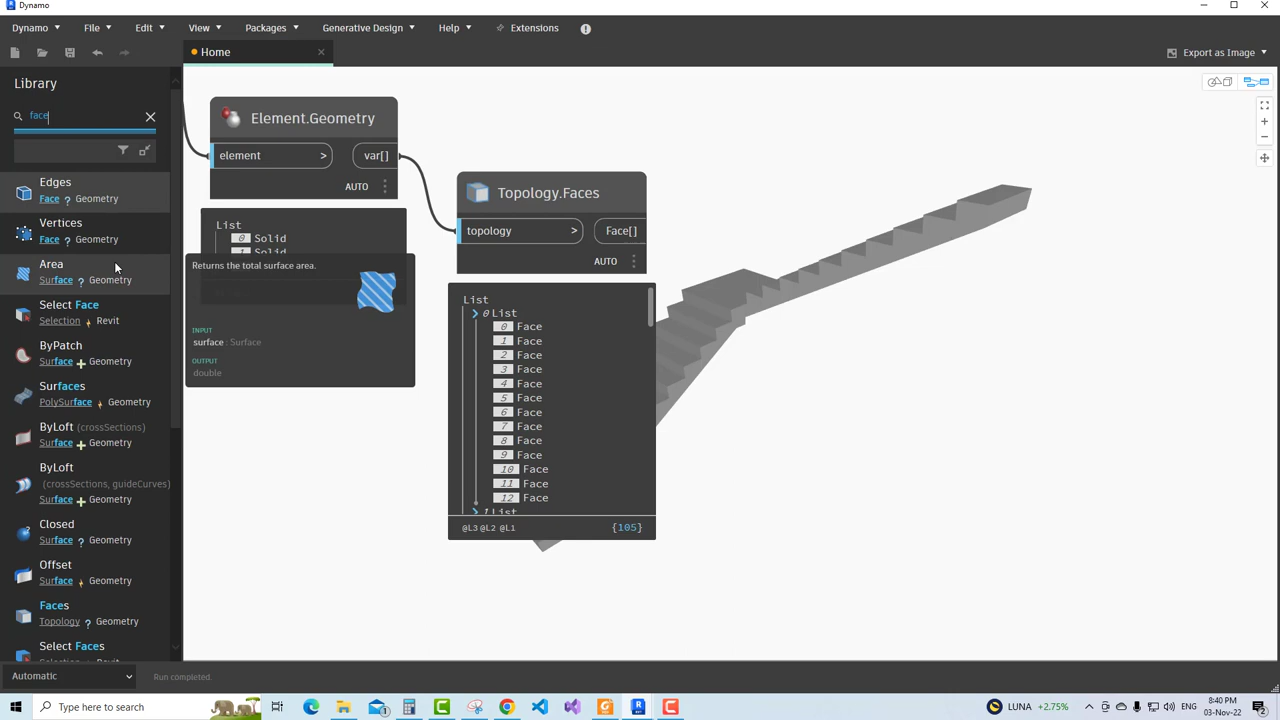 Dynamo
Dynamo File Edit View Packages Generative Design Help Extensions
Home
Export as Image
Library
face
Edges
Face ? Geometry
Vertices
Face ? Geometry
Area
Surface ? Geometry
Select Face
Selection Revit
ByPatch
Surface + Geometry
Surfaces
PolySurface Geometry
ByLoft (crossSections)
Surface + Geometry
ByLoft
(crossSections, guideCurves)
Surface + Geometry
Closed
Surface ? Geometry
Offset
Surface Geometry
Faces
Topology ? Geometry
Select Faces
Selection Revit
Element.Geometry
element > var[]
AUTO
List
0 Solid
1 Solid
Returns the total surface area.
INPUT
surface : Surface
OUTPUT
double
Topology.Faces
topology > Face[]
AUTO
List
0 List
0 Face
1 Face
2 Face
3 Face
4 Face
5 Face
6 Face
7 Face
8 Face
9 Face
10 Face
11 Face
12 Face
1 List
@L3 @L2 @L1 {105}
Automatic Run completed.
Type here to search
LUNA +2.75% ENG
8:40 PM
03-Nov-22